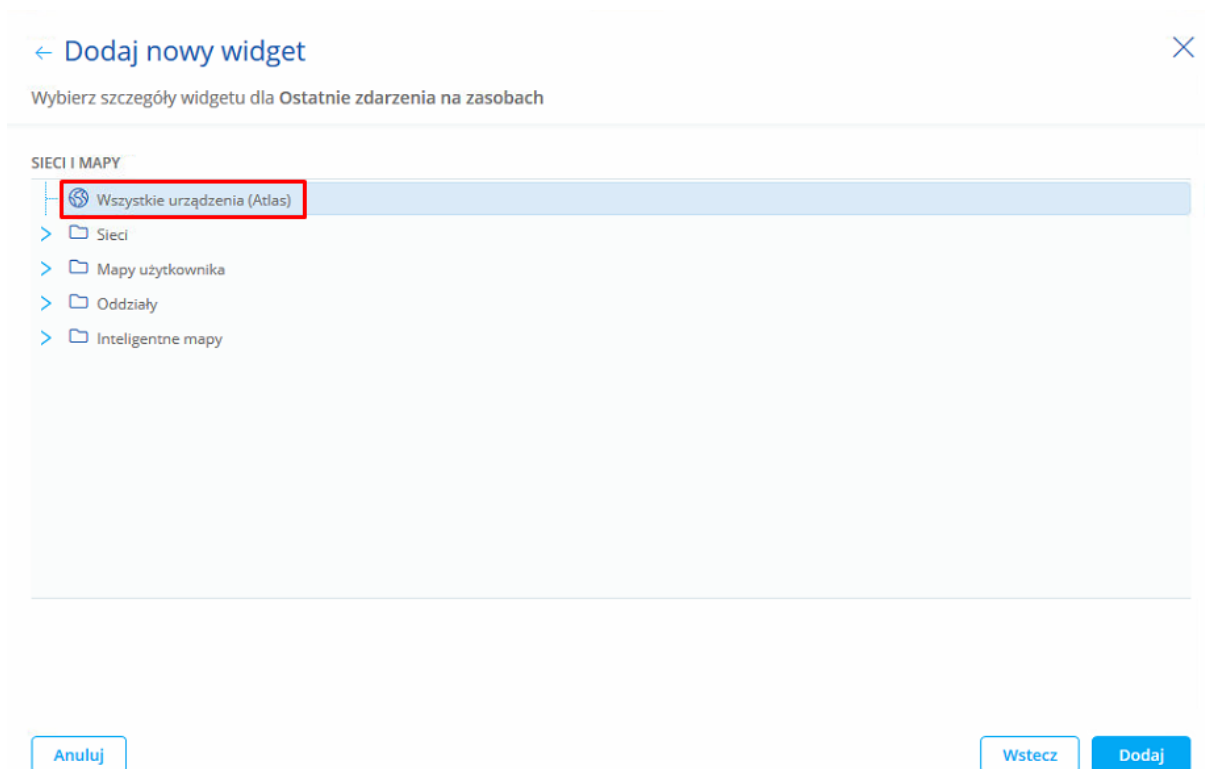 Dodaj nowy widget
Wybierz szczegóły widgetu dla Ostatnie zdarzenia na zasobach
SIECI I MAPY
Wszystkie urządzenia (Atlas)
Sieci
Mapy użytkownika
Oddziały
Inteligentne mapy
Anuluj Wstecz Dodaj